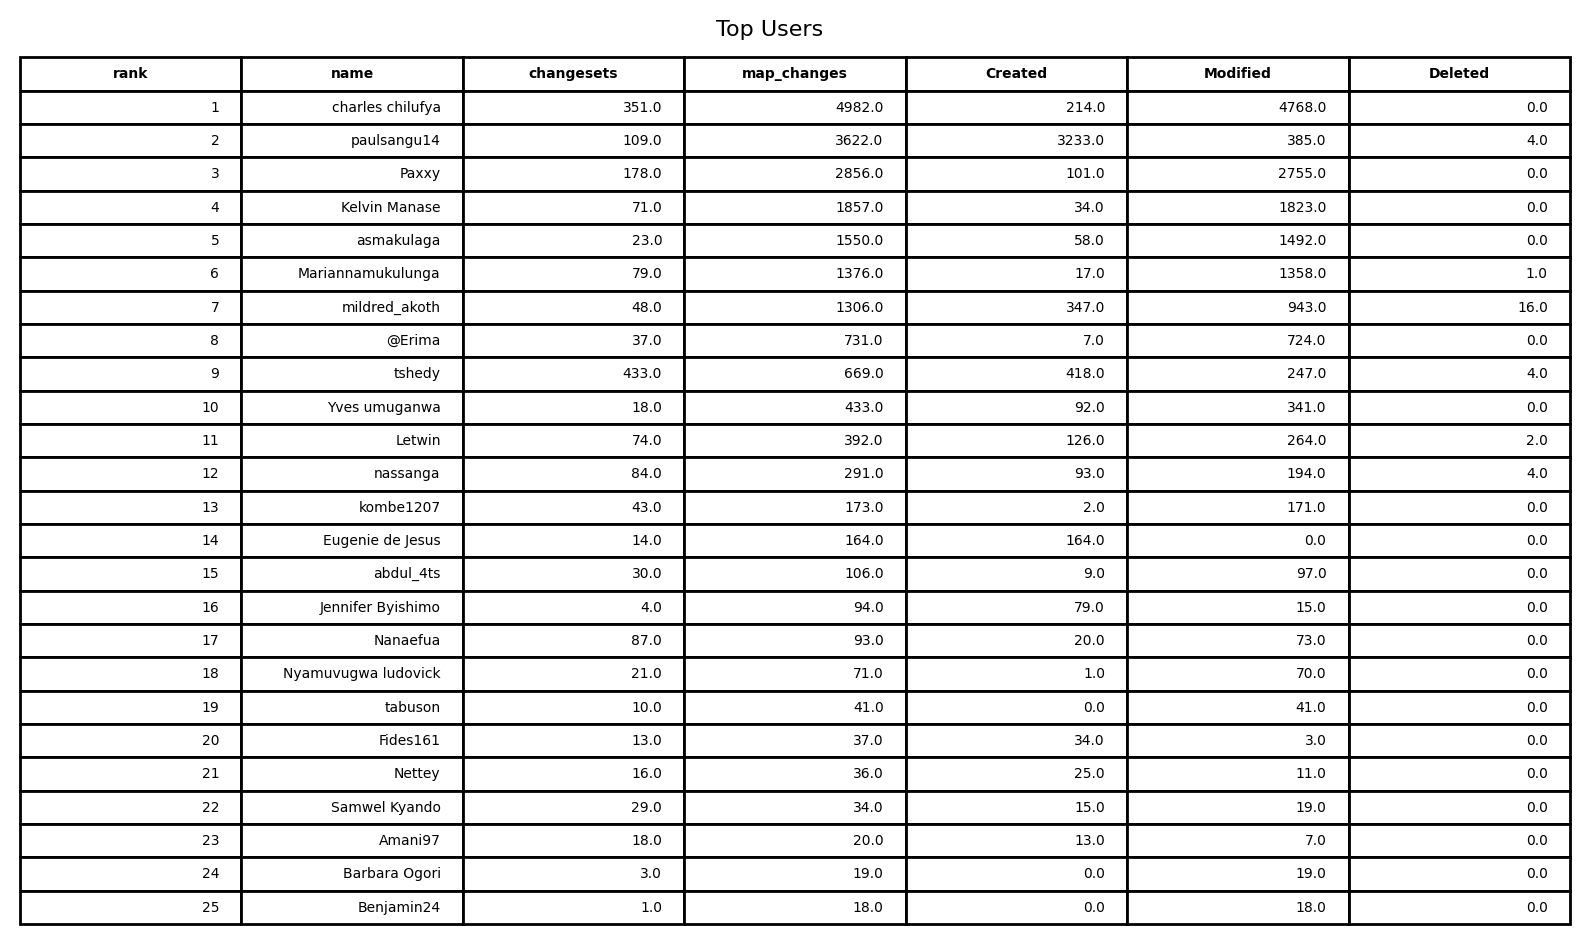 Top Users
rank name changesets map_changes Created Modified Deleted
1 charles chilufya 351.0 4982.0 214.0 4768.0 0.0
2 paulsangu14 109.0 3622.0 3233.0 385.0 4.0
3 Paxxy 178.0 2856.0 101.0 2755.0 0.0
4 Kelvin Manase 71.0 1857.0 34.0 1823.0 0.0
5 asmakulaga 23.0 1550.0 58.0 1492.0 0.0
6 Mariannamukulunga 79.0 1376.0 17.0 1358.0 1.0
7 mildred_akoth 48.0 1306.0 347.0 943.0 16.0
8 @Erima 37.0 731.0 7.0 724.0 0.0
9 tshedy 433.0 669.0 418.0 247.0 4.0
10 Yves umuganwa 18.0 433.0 92.0 341.0 0.0
11 Letwin 74.0 392.0 126.0 264.0 2.0
12 nassanga 84.0 291.0 93.0 194.0 4.0
13 kombe1207 43.0 173.0 2.0 171.0 0.0
14 Eugenie de Jesus 14.0 164.0 164.0 0.0 0.0
15 abdul_4ts 30.0 106.0 9.0 97.0 0.0
16 Jennifer Byishimo 4.0 94.0 79.0 15.0 0.0
17 Nanaefua 87.0 93.0 20.0 73.0 0.0
18 Nyamuvugwa ludovick 21.0 71.0 1.0 70.0 0.0
19 tabuson 10.0 41.0 0.0 41.0 0.0
20 Fides161 13.0 37.0 34.0 3.0 0.0
21 Nettey 16.0 36.0 25.0 11.0 0.0
22 Samwel Kyando 29.0 34.0 15.0 19.0 0.0
23 Amani97 18.0 20.0 13.0 7.0 0.0
24 Barbara Ogori 3.0 19.0 0.0 19.0 0.0
25 Benjamin24 1.0 18.0 0.0 18.0 0.0